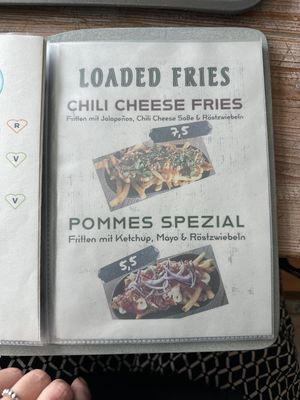 LOADED FRIES
CHILI CHEESE FRIES
Fritten mit Jalapeños, Chili Cheese Soße & Röstzwiebeln
7,5
R
V
V
POMMES SPEZIAL
Fritten mit Ketchup, Mayo & Röstzwiebeln
5,5